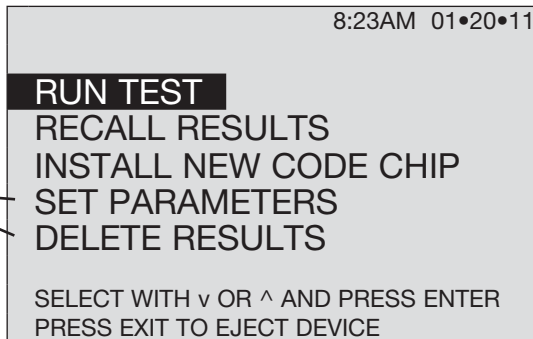 8:23AM 01•20•11
RUN TEST
RECALL RESULTS
INSTALL NEW CODE CHIP
SET PARAMETERS
DELETE RESULTS
SELECT WITH v OR ^ AND PRESS ENTER
PRESS EXIT TO EJECT DEVICE